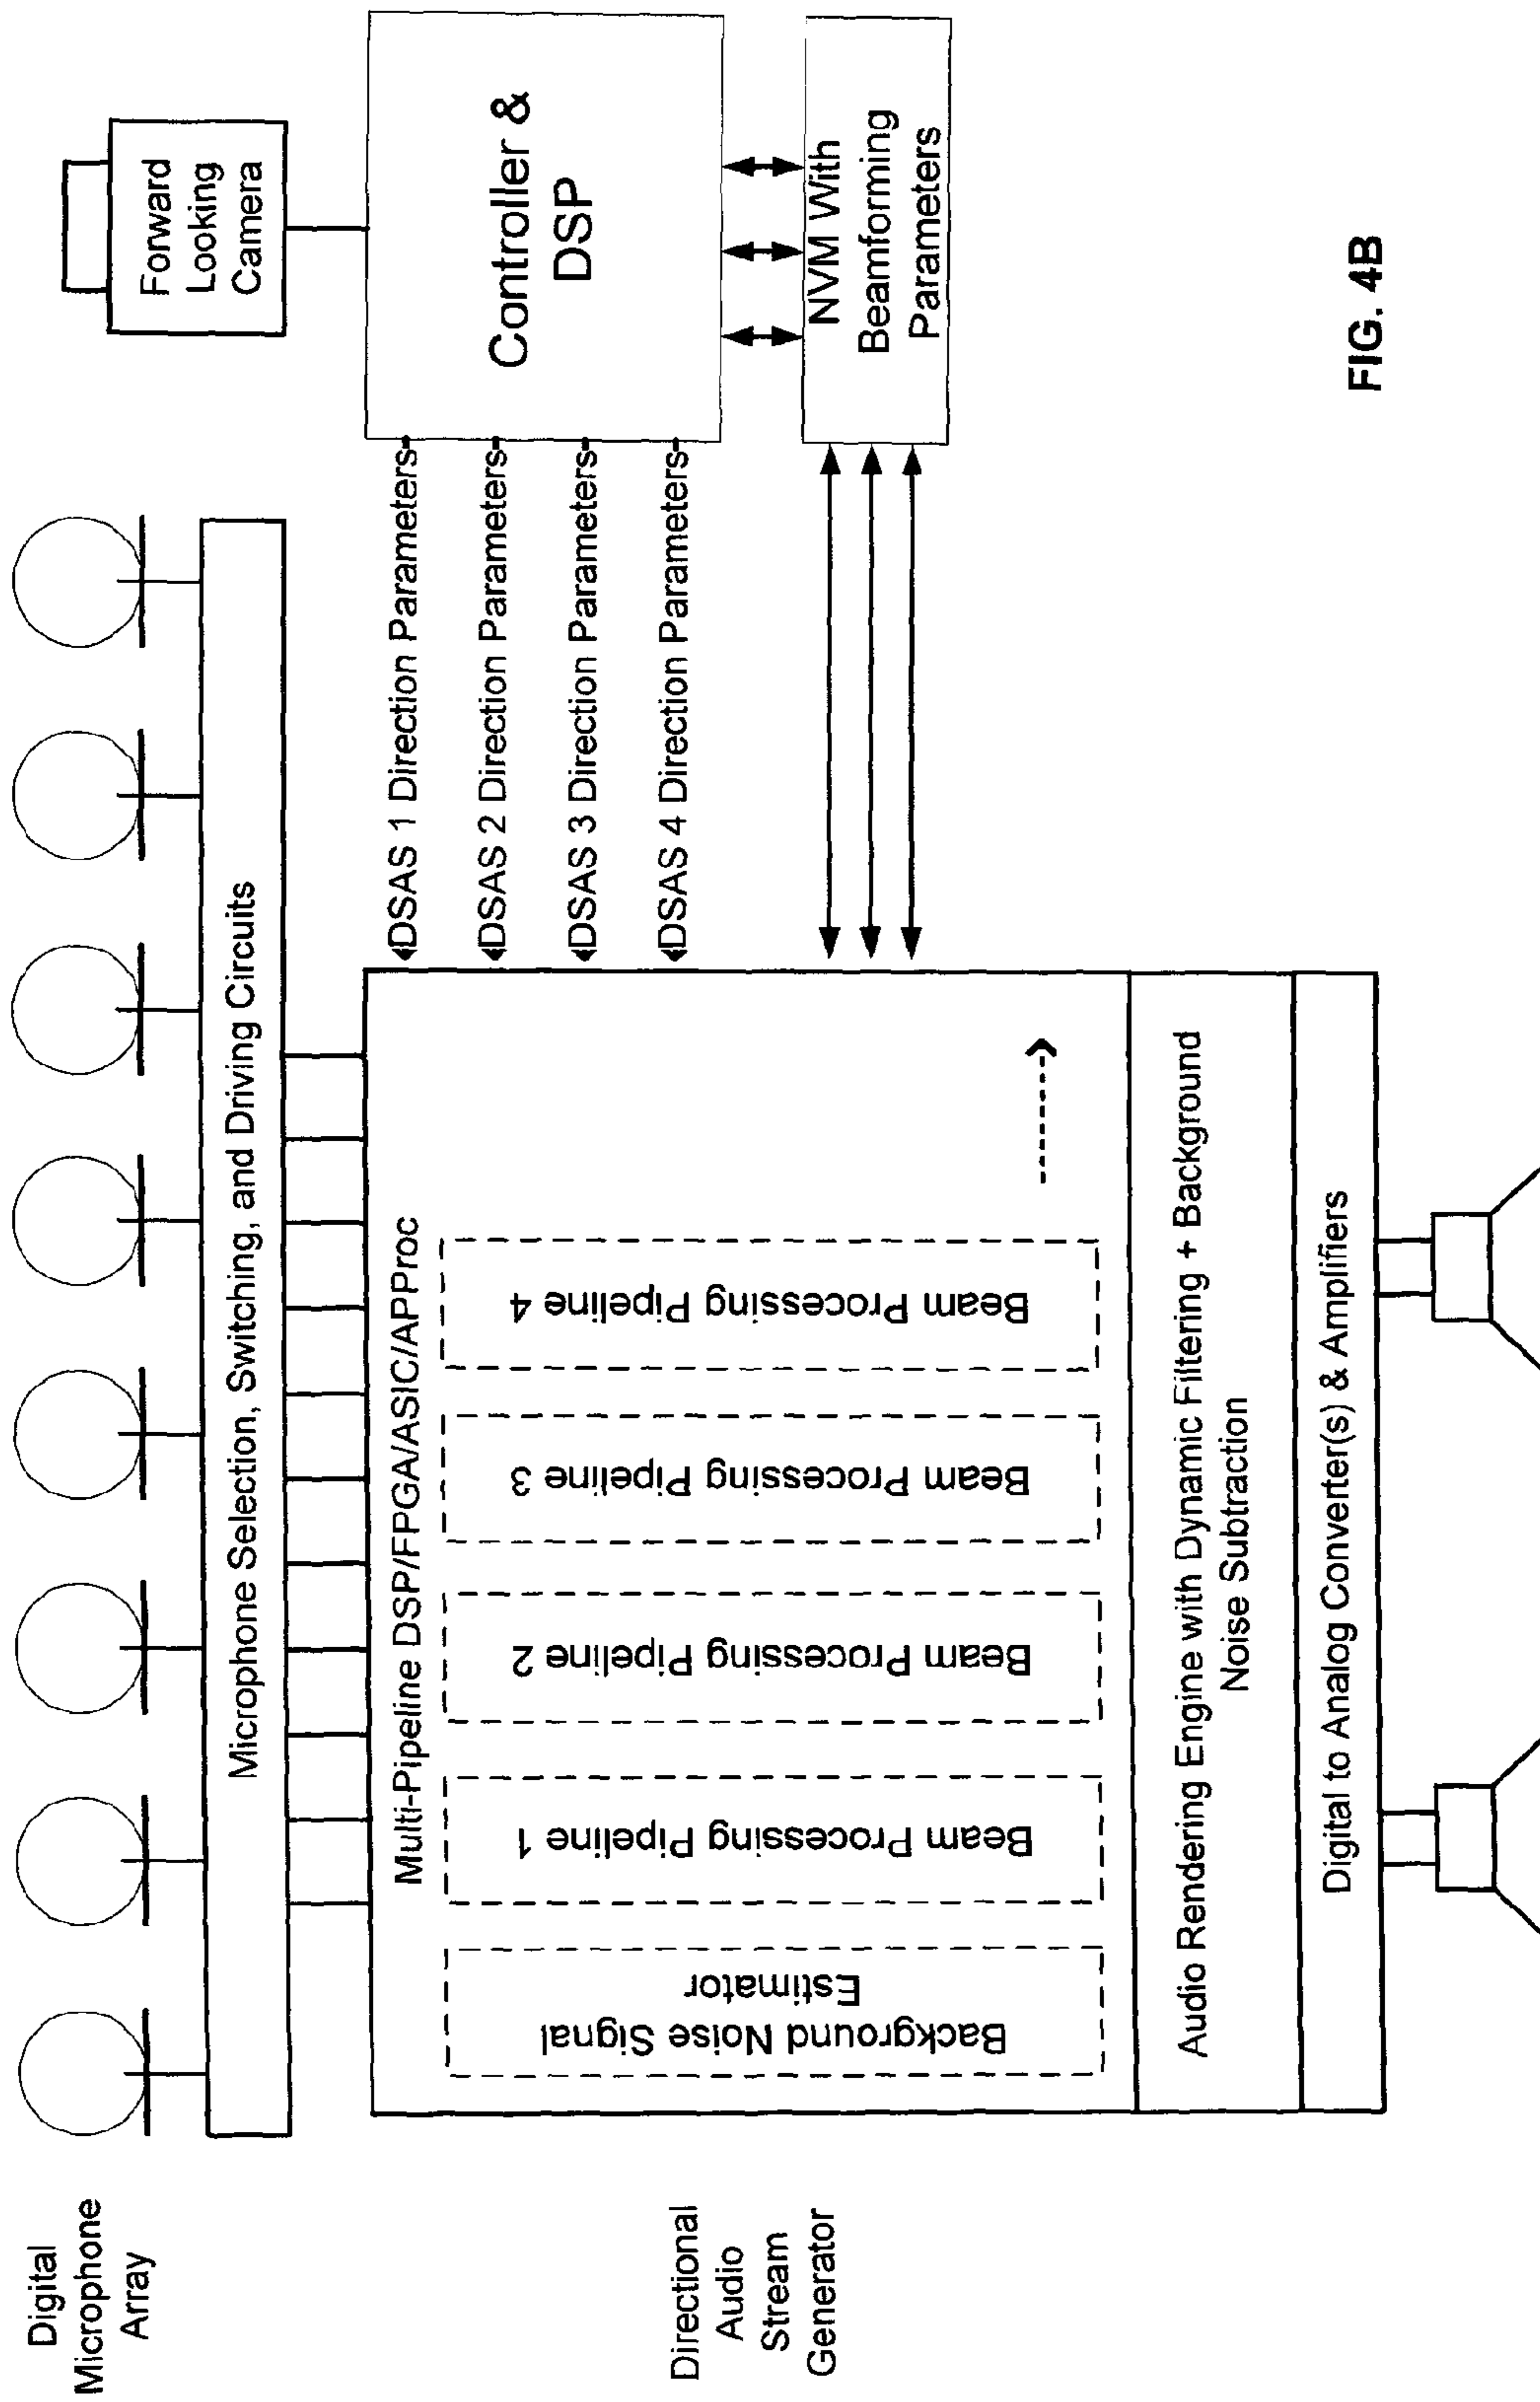 Digital
Microphone
Array
Microphone Selection, Switching, and Driving Circuits
Forward
Looking
Camera
Directional
Audio
Stream
Generator
Multi-Pipeline DSP/FPGA/ASIC/APProc
Background Noise Signal
Estimator
Beam Processing Pipeline 1
Beam Processing Pipeline 2
Beam Processing Pipeline 3
Beam Processing Pipeline 4
DSAS 1 Direction Parameters
DSAS 2 Direction Parameters
DSAS 3 Direction Parameters
DSAS 4 Direction Parameters
Controller &
DSP
NVM With
Beamforming
Parameters
Audio Rendering Engine with Dynamic Filtering + Background
Noise Subtraction
Digital to Analog Converter(s) & Amplifiers
FIG. 4B